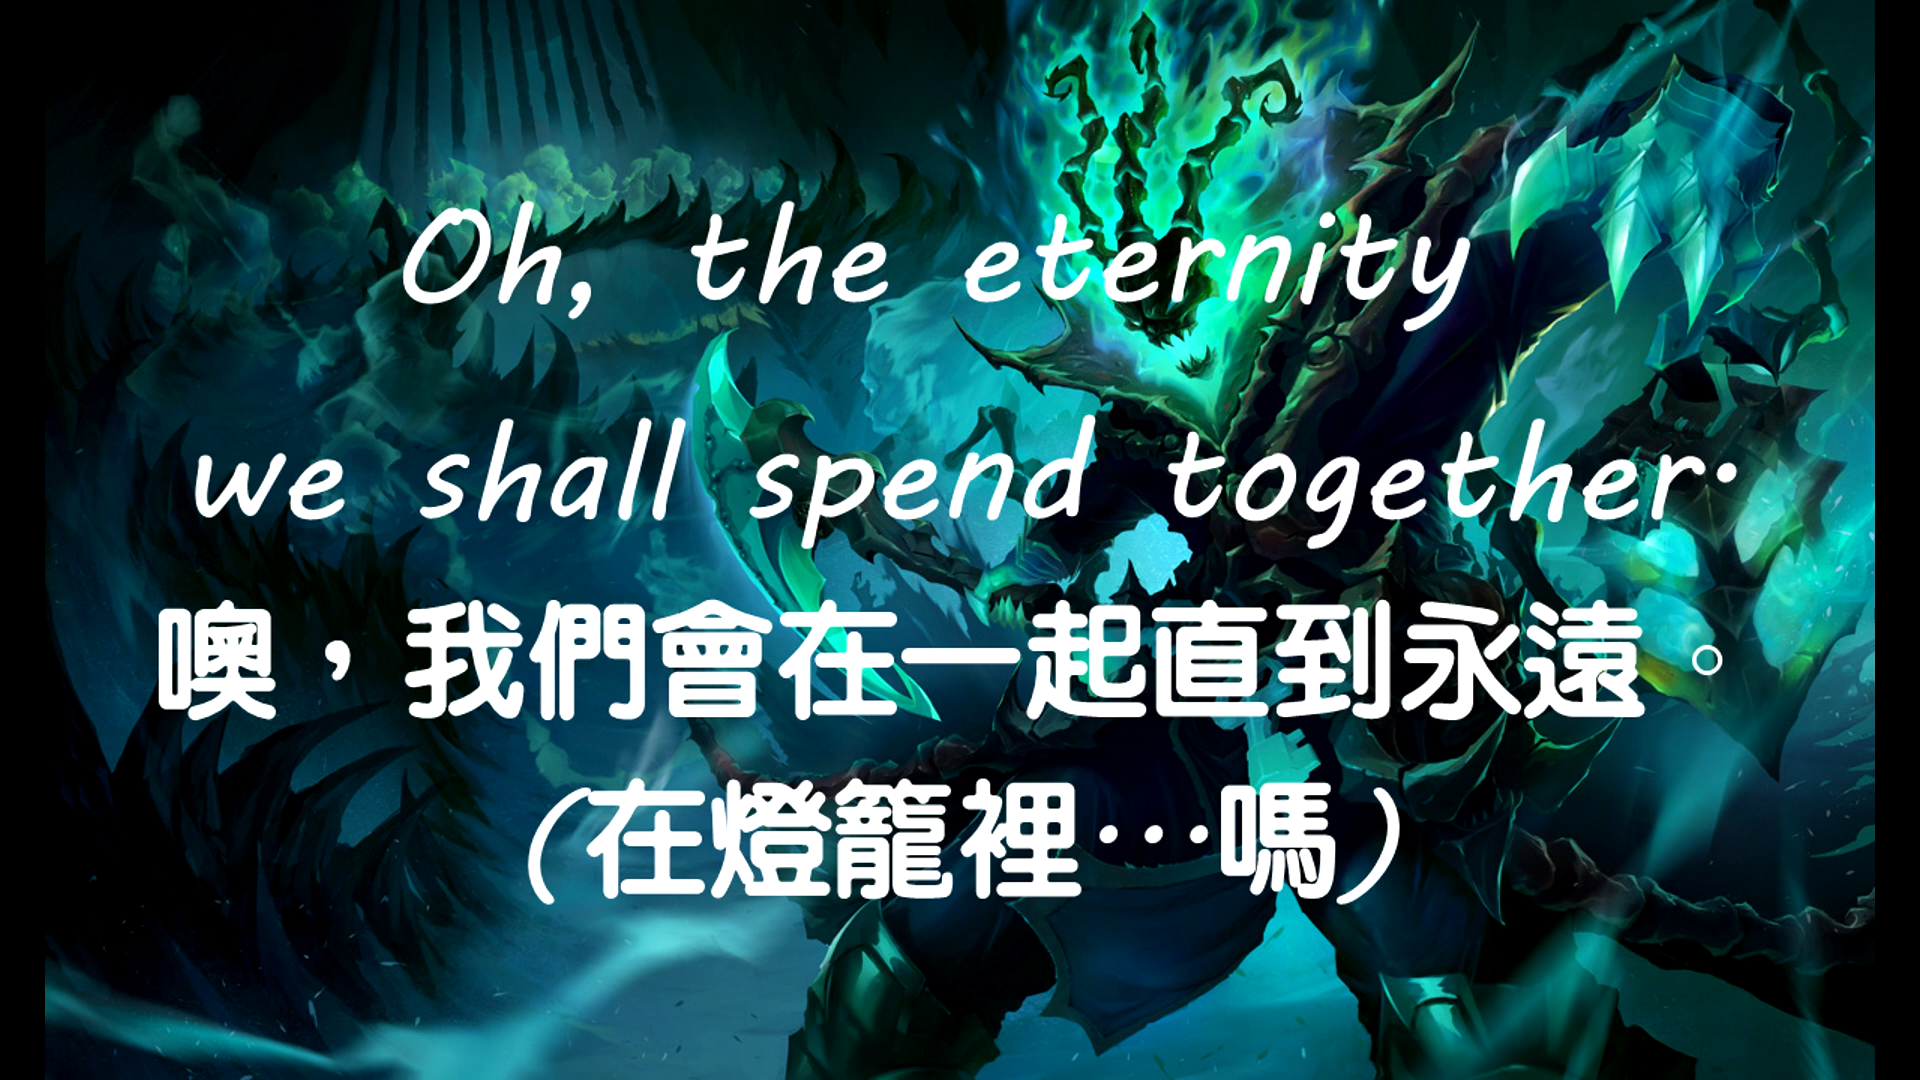 Oh, the eternity
we shall spend together.
噢，我們會在一起直到永遠。
(在燈籠裡…嗎)